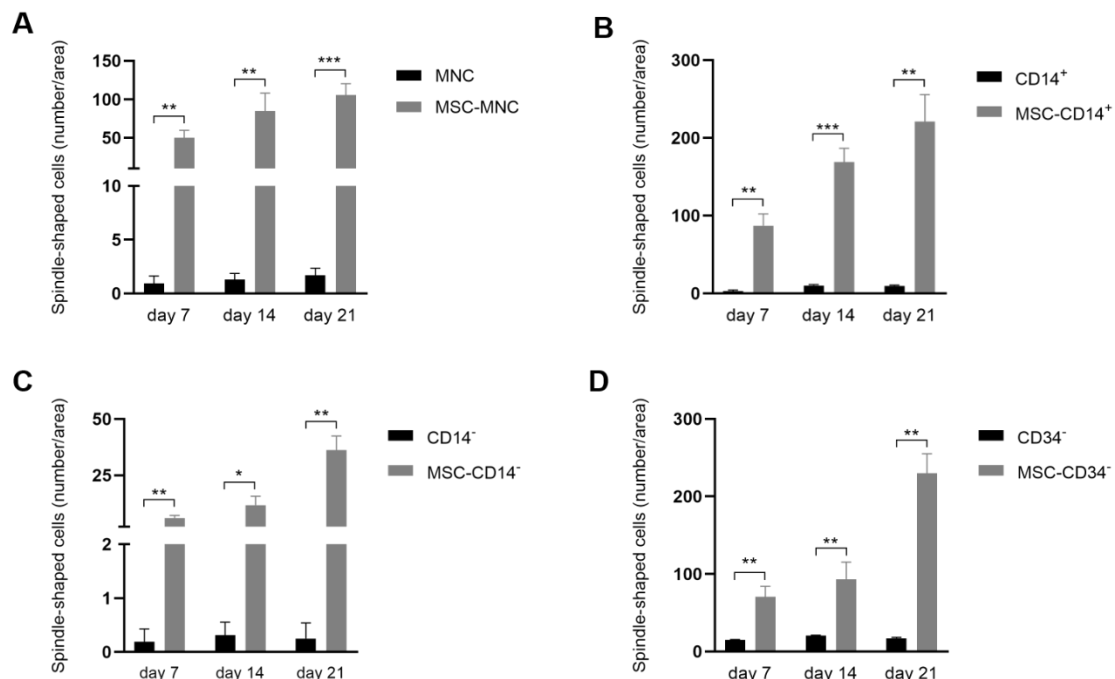 A
Spindle-shaped cells (number/area)
150
100
50
10
5
0
**
**
***
day 7
day 14
day 21
MNC
MSC-MNC
B
Spindle-shaped cells (number/area)
300
200
100
0
**
***
**
day 7
day 14
day 21
CD14⁺
MSC-CD14⁺
C
Spindle-shaped cells (number/area)
50
25
2
1
0
**
*
**
day 7
day 14
day 21
CD14⁻
MSC-CD14⁻
D
Spindle-shaped cells (number/area)
300
200
100
0
**
**
**
day 7
day 14
day 21
CD34⁻
MSC-CD34⁻